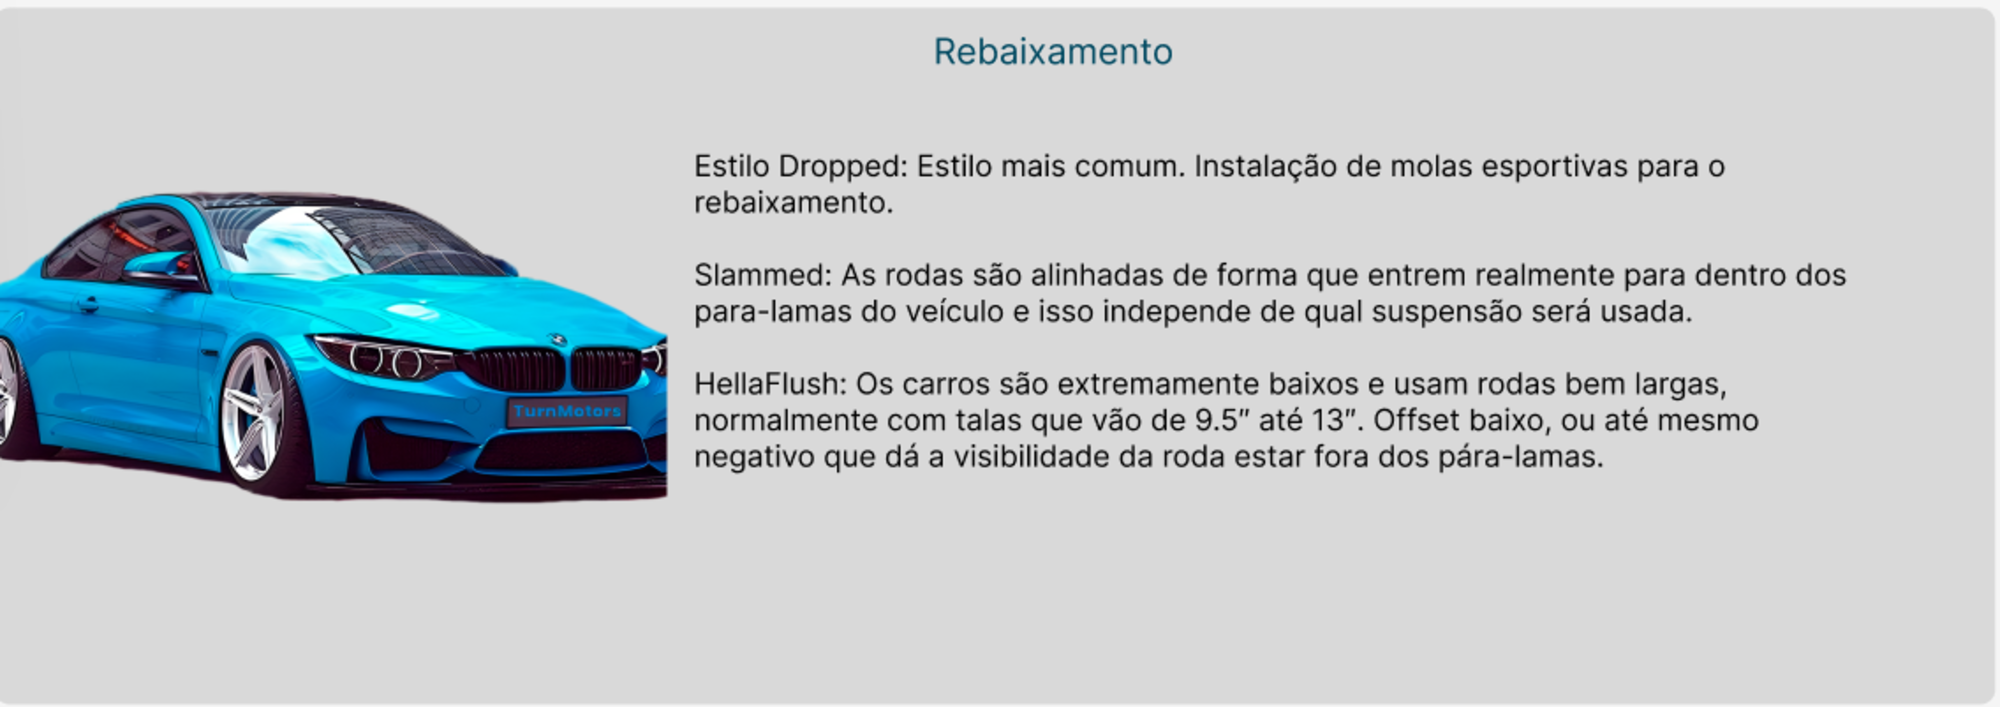 Rebaixamento
Estilo Dropped: Estilo mais comum. Instalação de molas esportivas para o
rebaixamento.
Slammed: As rodas são alinhadas de forma que entrem realmente para dentro dos
para-lamas do veículo e isso independe de qual suspensão será usada.
HellaFlush: Os carros são extremamente baixos e usam rodas bem largas,
normalmente com talas que vão de 9.5″ até 13″. Offset baixo, ou até mesmo
negativo que dá a visibilidade da roda estar fora dos pára-lamas.
TurnMotors